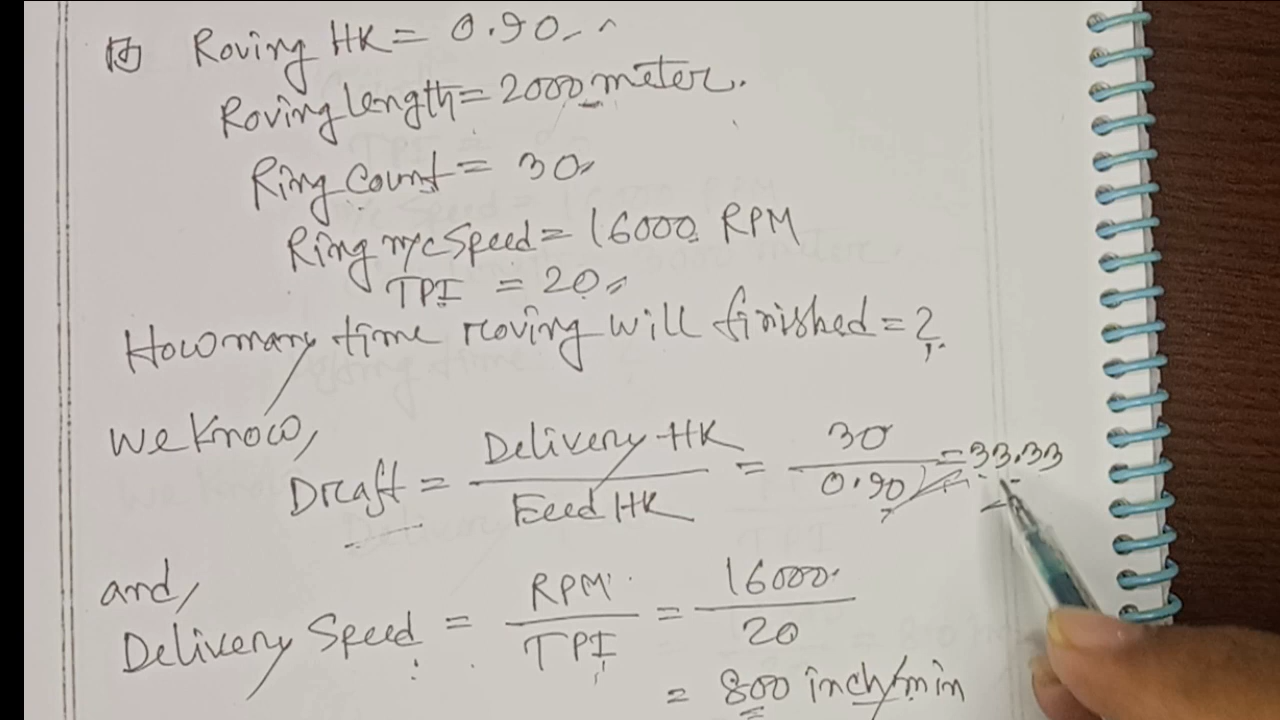 Roving HK = 0.90
Roving Length = 2000 meter.
Ring Count = 30
Ring m/c Speed = 16000 RPM
TPI = 20
How many time roving will finished = ?
We Know,
Draft = Delivery HK / Feed HK = 30 / 0.90 = 33.33
and,
Delivery Speed = RPM / TPI = 16000 / 20
= 800 inch/min